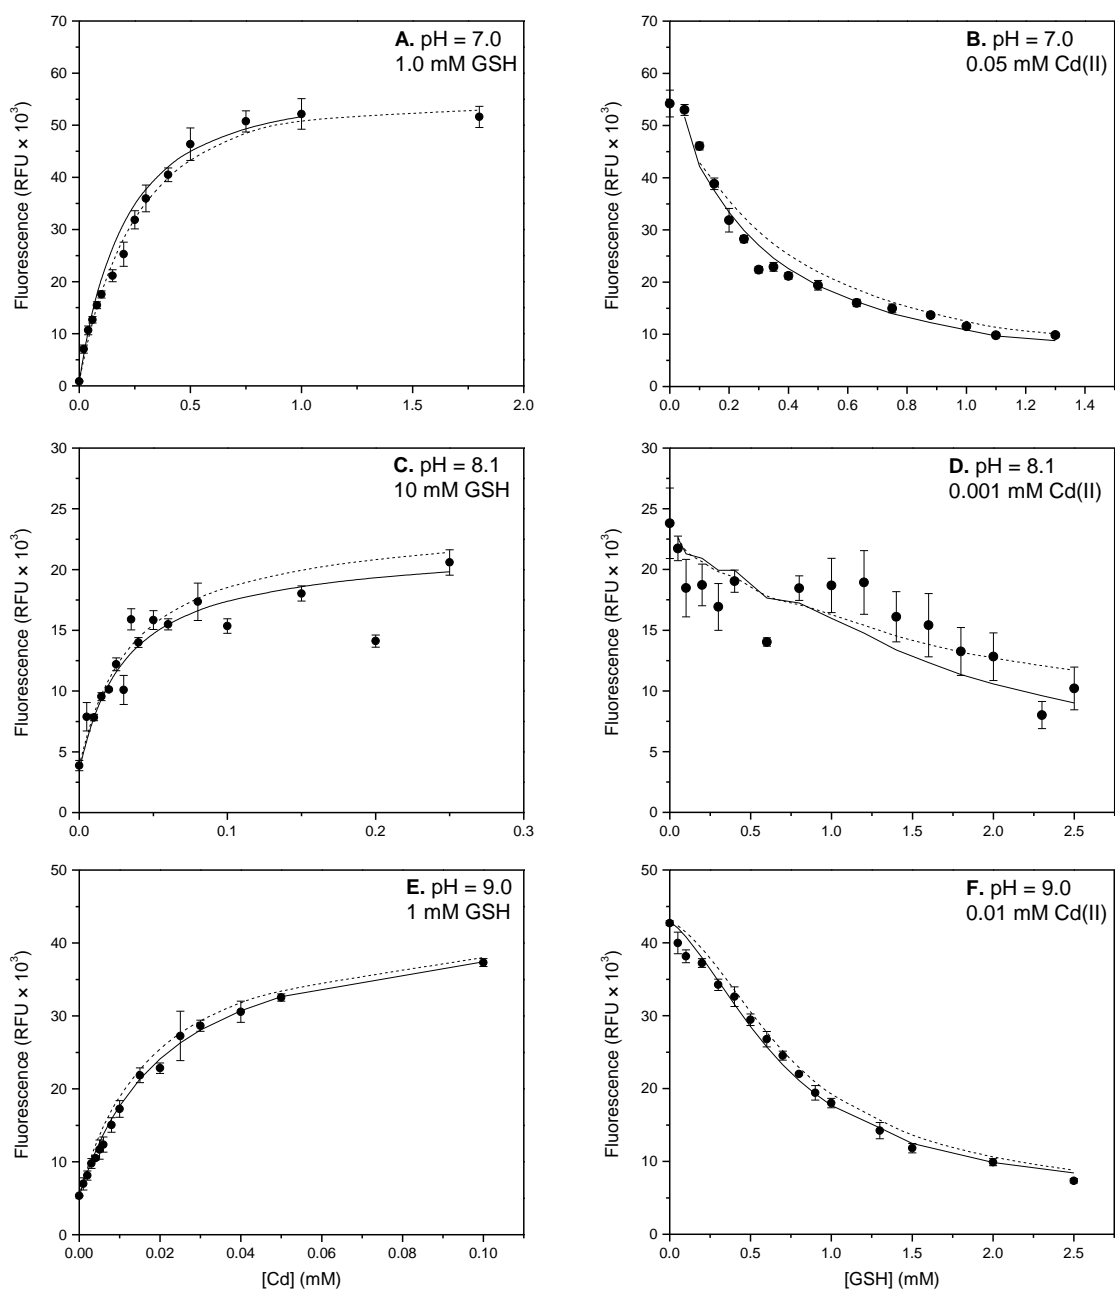 A. pH = 7.0
1.0 mM GSH
70
60
50
40
30
20
10
0
Fluorescence (RFU × 10³)
0.0 0.5 1.0 1.5 2.0
B. pH = 7.0
0.05 mM Cd(II)
70
60
50
40
30
20
10
0
Fluorescence (RFU × 10³)
0.0 0.2 0.4 0.6 0.8 1.0 1.2 1.4
C. pH = 8.1
10 mM GSH
30
25
20
15
10
5
0
Fluorescence (RFU × 10³)
0.0 0.1 0.2 0.3
D. pH = 8.1
0.001 mM Cd(II)
30
25
20
15
10
5
0
Fluorescence (RFU × 10³)
0.0 0.5 1.0 1.5 2.0 2.5
E. pH = 9.0
1 mM GSH
50
40
30
20
10
0
Fluorescence (RFU × 10³)
0.00 0.02 0.04 0.06 0.08 0.10
[Cd] (mM)
F. pH = 9.0
0.01 mM Cd(II)
50
40
30
20
10
0
Fluorescence (RFU × 10³)
0.0 0.5 1.0 1.5 2.0 2.5
[GSH] (mM)